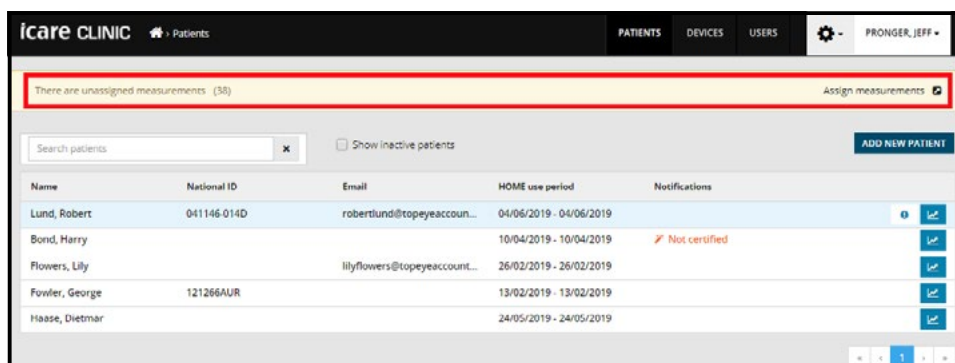 icare CLINIC › Patients PATIENTS DEVICES USERS PRONGER, JEFF
There are unassigned measurements (38) Assign measurements
Search patients × Show inactive patients ADD NEW PATIENT
Name National ID Email HOME use period Notifications
Lund, Robert 041146-014D robertlund@topeyeaccoun... 04/06/2019 - 04/06/2019
Bond, Harry 10/04/2019 - 10/04/2019 Not certified
Flowers, Lily lilyflowers@topeyeaccount... 26/02/2019 - 26/02/2019
Fowler, George 121266AUR 13/02/2019 - 13/02/2019
Haase, Dietmar 24/05/2019 - 24/05/2019
« ‹ 1 › »